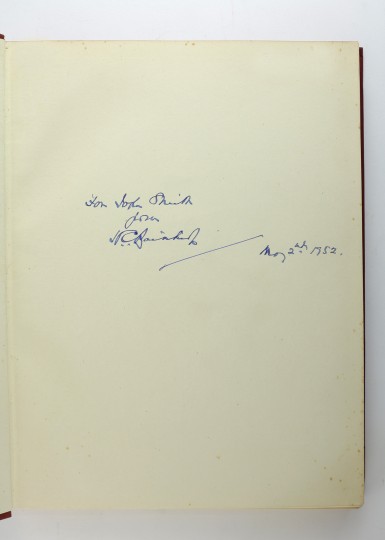 For John Smith
from
May 2nd 1952.